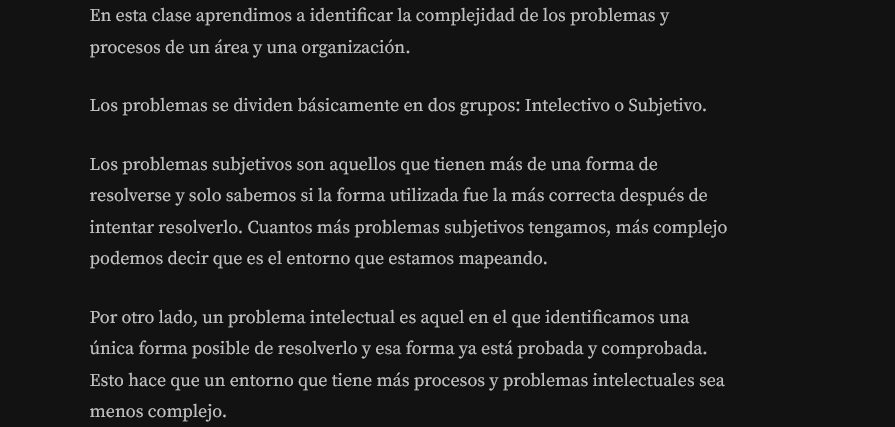 En esta clase aprendimos a identificar la complejidad de los problemas y
procesos de un área y una organización.
Los problemas se dividen básicamente en dos grupos: Intelectivo o Subjetivo.
Los problemas subjetivos son aquellos que tienen más de una forma de
resolverse y solo sabemos si la forma utilizada fue la más correcta después de
intentar resolverlo. Cuantos más problemas subjetivos tengamos, más complejo
podemos decir que es el entorno que estamos mapeando.
Por otro lado, un problema intelectual es aquel en el que identificamos una
única forma posible de resolverlo y esa forma ya está probada y comprobada.
Esto hace que un entorno que tiene más procesos y problemas intelectuales sea
menos complejo.